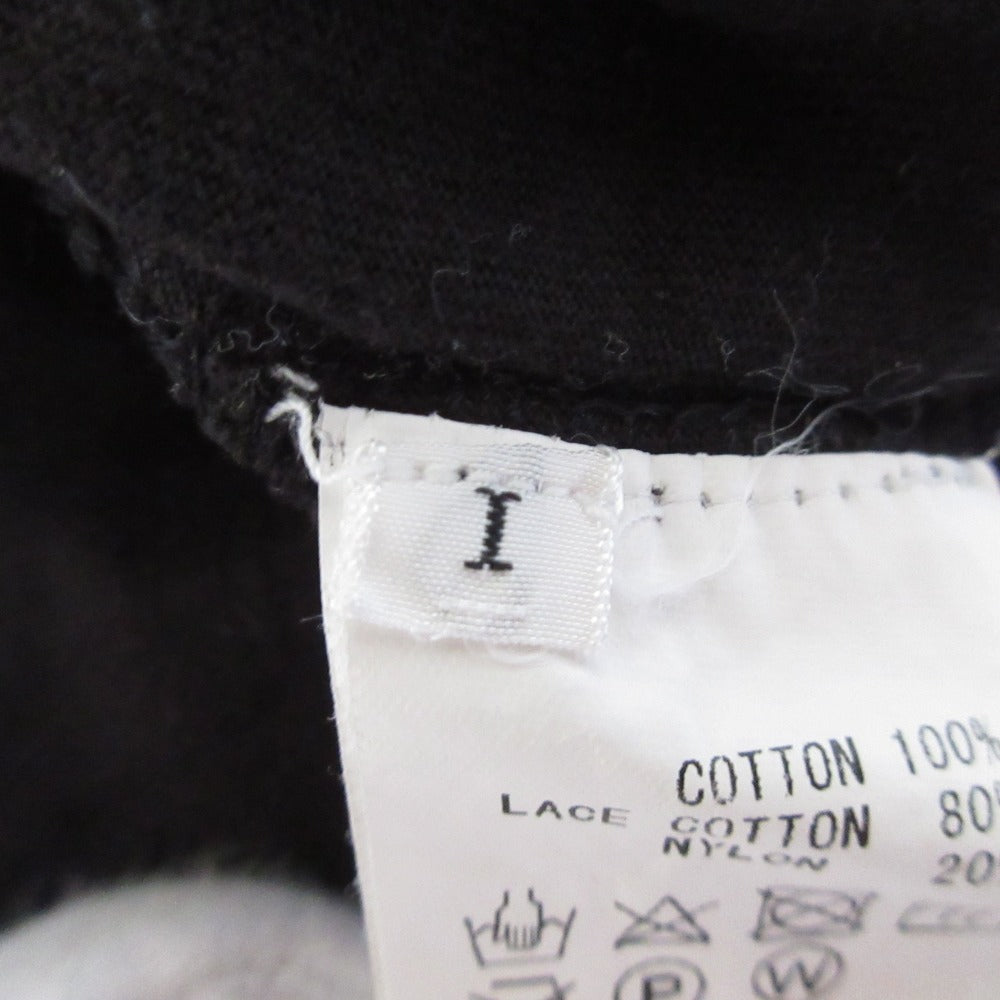 I
COTTON 100%
LACE COTTON 80
NYLON 20
P W